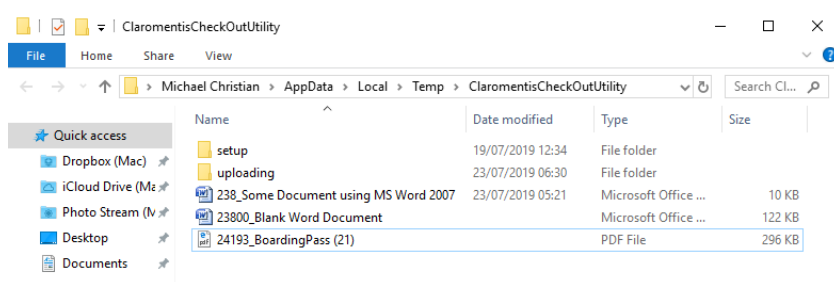 ClaromentisCheckOutUtility
File Home Share View
Michael Christian > AppData > Local > Temp > ClaromentisCheckOutUtility Search Cl...
Name Date modified Type Size
Quick access
setup 19/07/2019 12:34 File folder
Dropbox (Mac)
uploading 23/07/2019 06:30 File folder
iCloud Drive (Ma
238_Some Document using MS Word 2007 23/07/2019 05:21 Microsoft Office ... 10 KB
Photo Stream (M
23800_Blank Word Document Microsoft Office ... 122 KB
Desktop
24193_BoardingPass (21) PDF File 296 KB
Documents